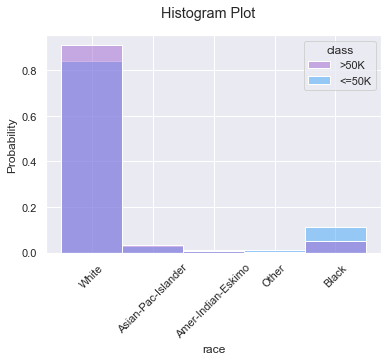 Histogram Plot
class
>50K
<=50K
Probability
0.8
0.6
0.4
0.2
0.0
White
Asian-Pac-Islander
Amer-Indian-Eskimo
Other
Black
race